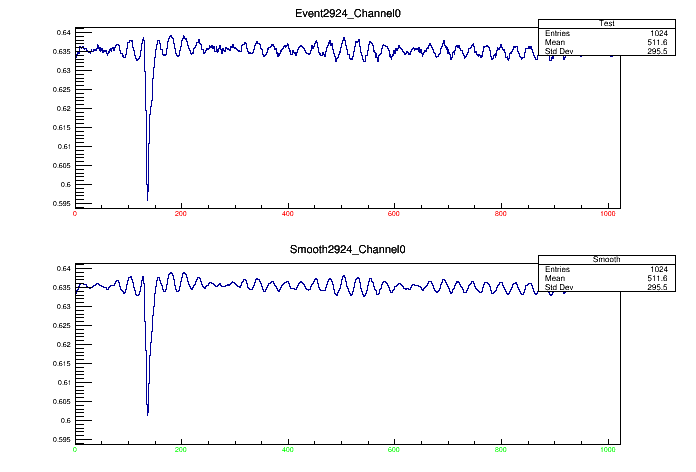 Event2924_Channel0
Test
Entries 1024
Mean 511.6
Std Dev 295.5
0.64
0.635
0.63
0.625
0.62
0.615
0.61
0.605
0.6
0.595
0 200 400 600 800 1000
Smooth2924_Channel0
Smooth
Entries 1024
Mean 511.6
Std Dev 295.5
0.64
0.635
0.63
0.625
0.62
0.615
0.61
0.605
0.6
0.595
0 200 400 600 800 1000